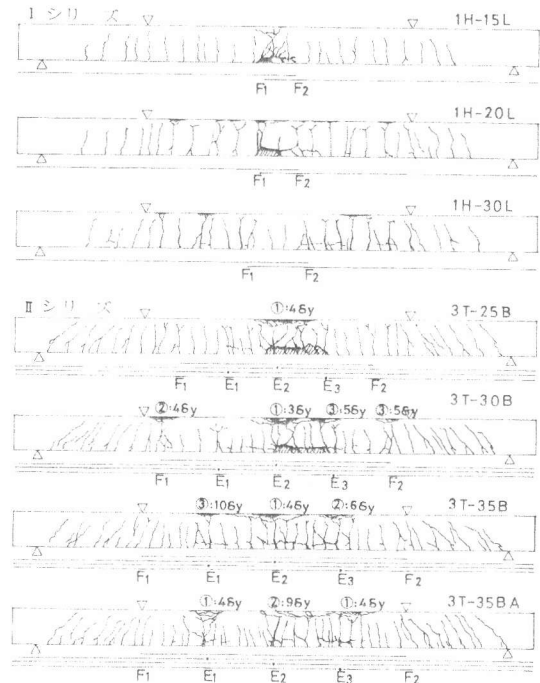 I シリーズ 1H-15L
F1 F2
1H-20L
F1 F2
1H-30L
F1 F2
II シリーズ 3T-25B
①:4δy
F1 E1 E2 E3 F2
3T-30B
②:4δy ①:3δy ③:5δy ③:5δy
F1 E1 E2 E3 F2
3T-35B
③:10δy ①:4δy ②:6δy
F1 E1 E2 E3 F2
3T-35BA
①:4δy ②:9δy ①:4δy
F1 E1 E2 E3 F2